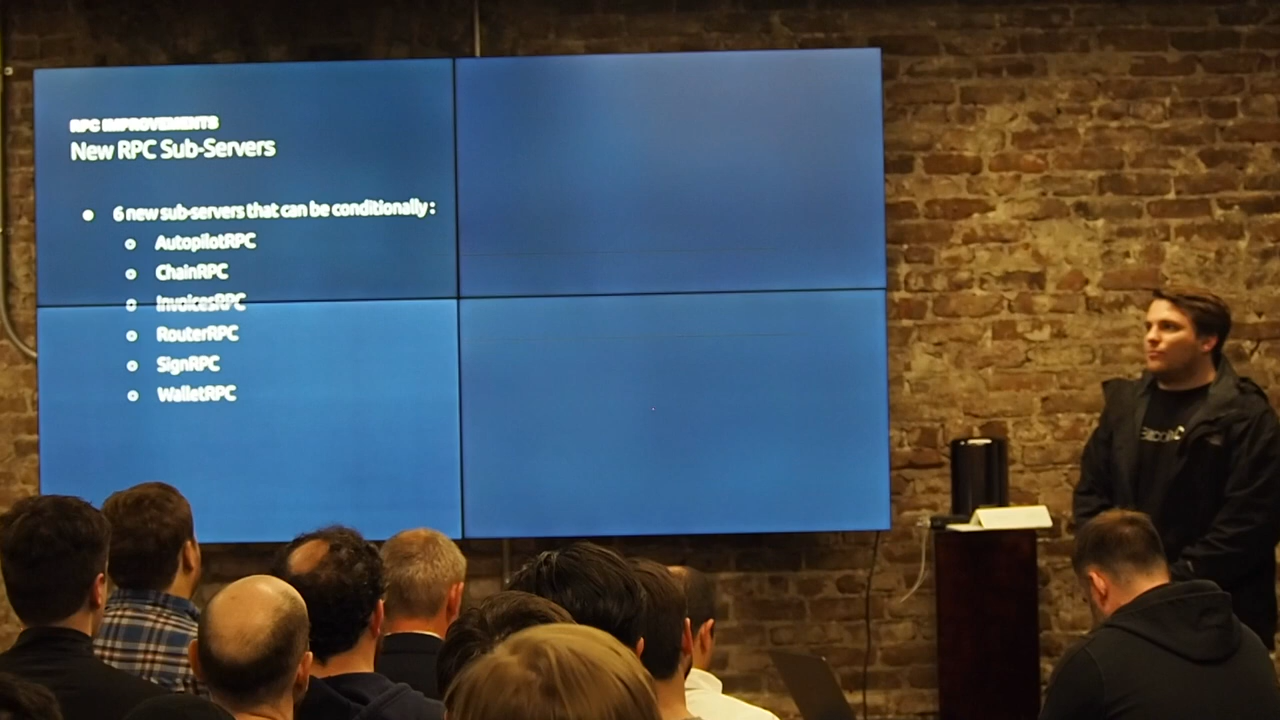 RPC IMPROVEMENTS
New RPC Sub-Servers
6 new sub-servers that can be conditionally :
AutopilotRPC
ChainRPC
InvoicesRPC
RouterRPC
SignRPC
WalletRPC